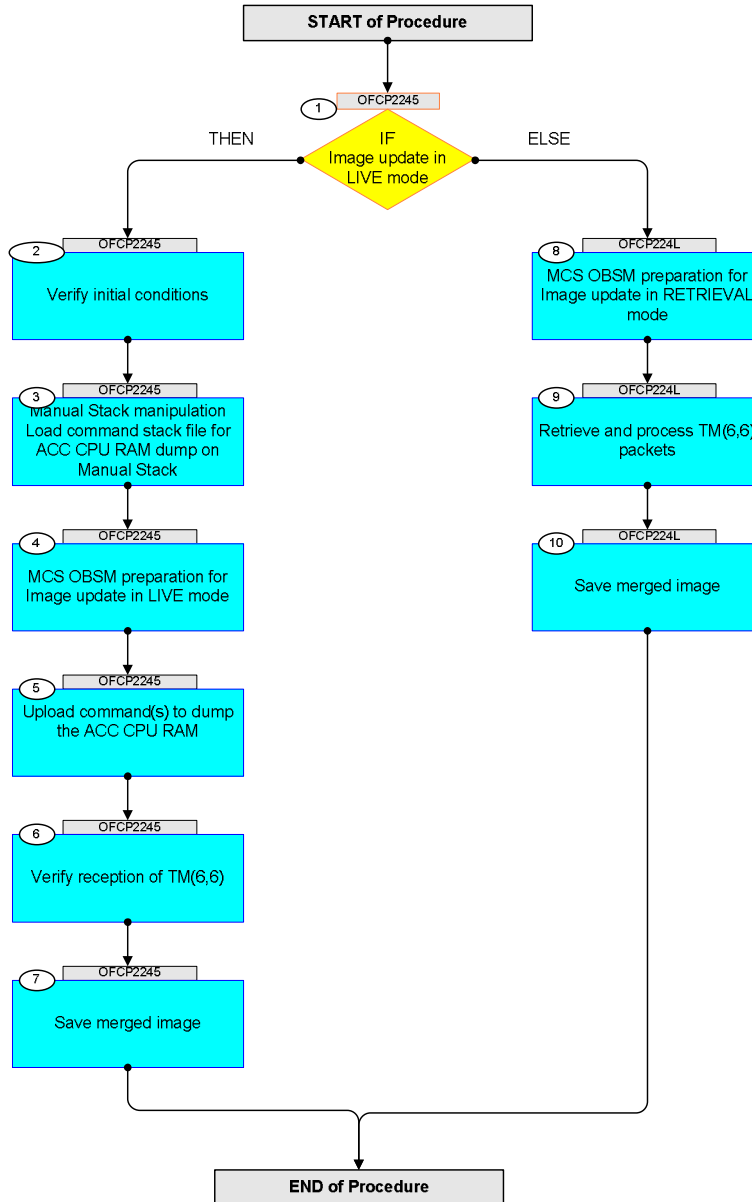 START of Procedure
1
OFCP2245
THEN
IF
Image update in
LIVE mode
ELSE
2
OFCP2245
Verify initial conditions
3
OFCP2245
Manual Stack manipulation
Load command stack file for
ACC CPU RAM dump on
Manual Stack
4
OFCP2245
MCS OBSM preparation for
Image update in LIVE mode
5
OFCP2245
Upload command(s) to dump
the ACC CPU RAM
6
OFCP2245
Verify reception of TM(6,6)
7
OFCP2245
Save merged image
8
OFCP224L
MCS OBSM preparation for
Image update in RETRIEVAL
mode
9
OFCP224L
Retrieve and process TM(6,6)
packets
10
OFCP224L
Save merged image
END of Procedure